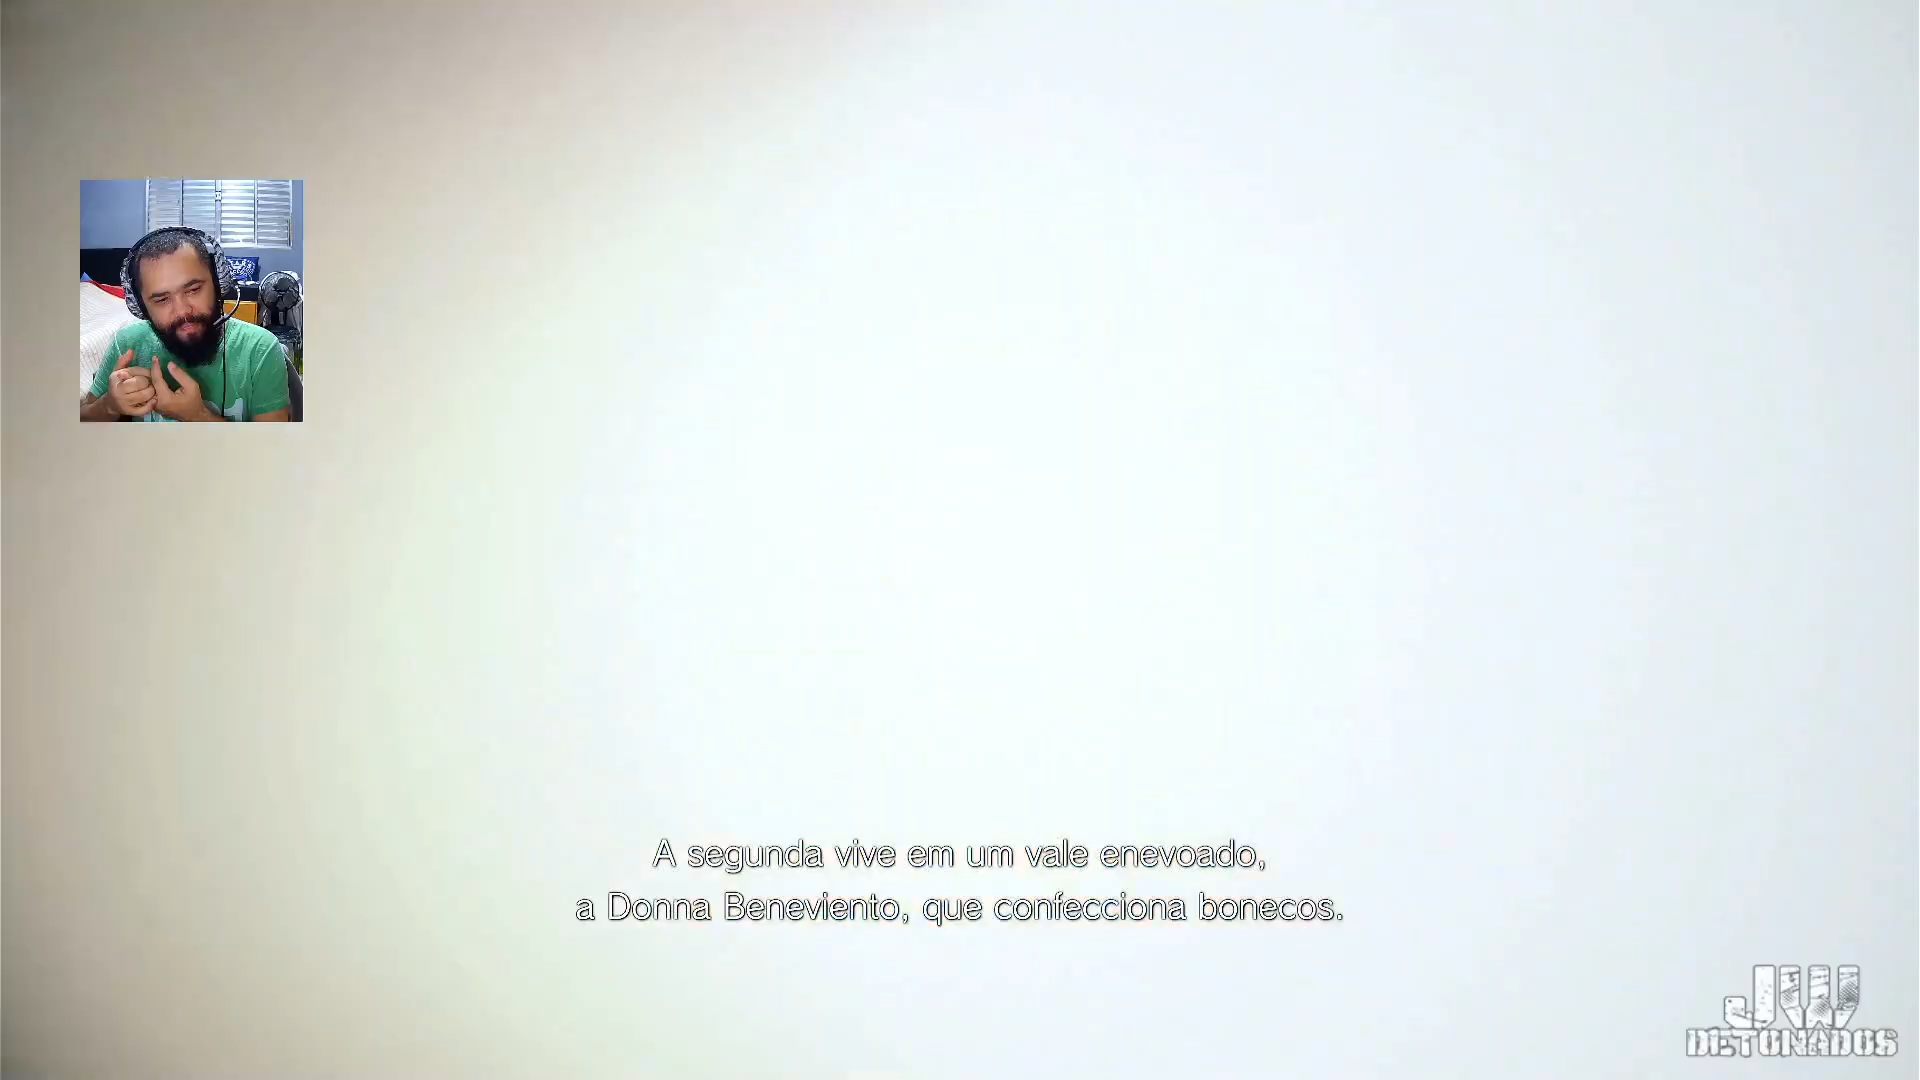 A segunda vive em um vale enevoado,
a Donna Beneviento, que confecciona bonecos.
JW
DETONADOS